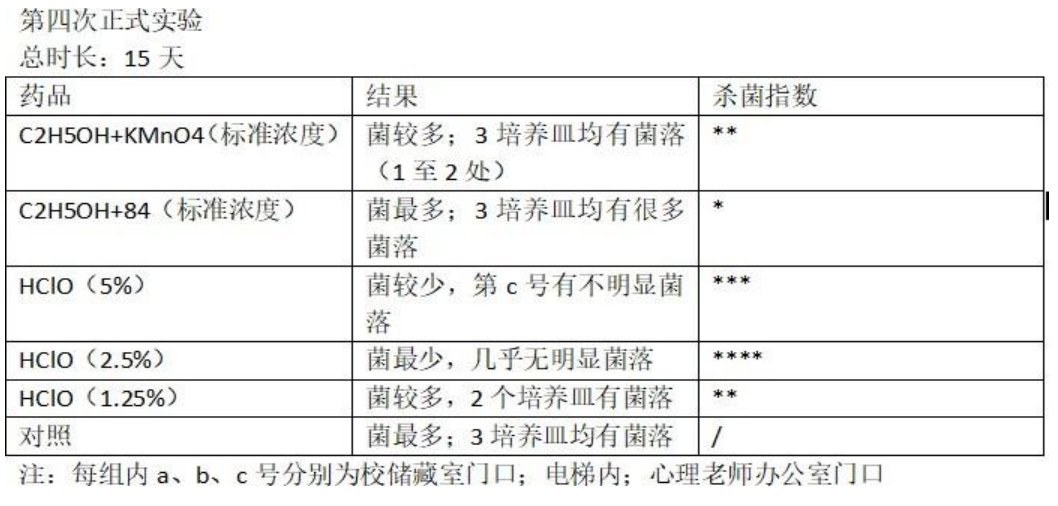 第四次正式实验
总时长：15 天
药品 结果 杀菌指数
C2H5OH+KMnO4（标准浓度） 菌较多；3 培养皿均有菌落 **
（1 至 2 处）
C2H5OH+84（标准浓度） 菌最多；3 培养皿均有很多 *
菌落
HClO（5%） 菌较少，第 c 号有不明显菌 ***
落
HClO（2.5%） 菌最少，几乎无明显菌落 ****
HClO（1.25%） 菌较多，2 个培养皿有菌落 **
对照 菌最多；3 培养皿均有菌落 /
注：每组内 a、b、c 号分别为校储藏室门口；电梯内；心理老师办公室门口